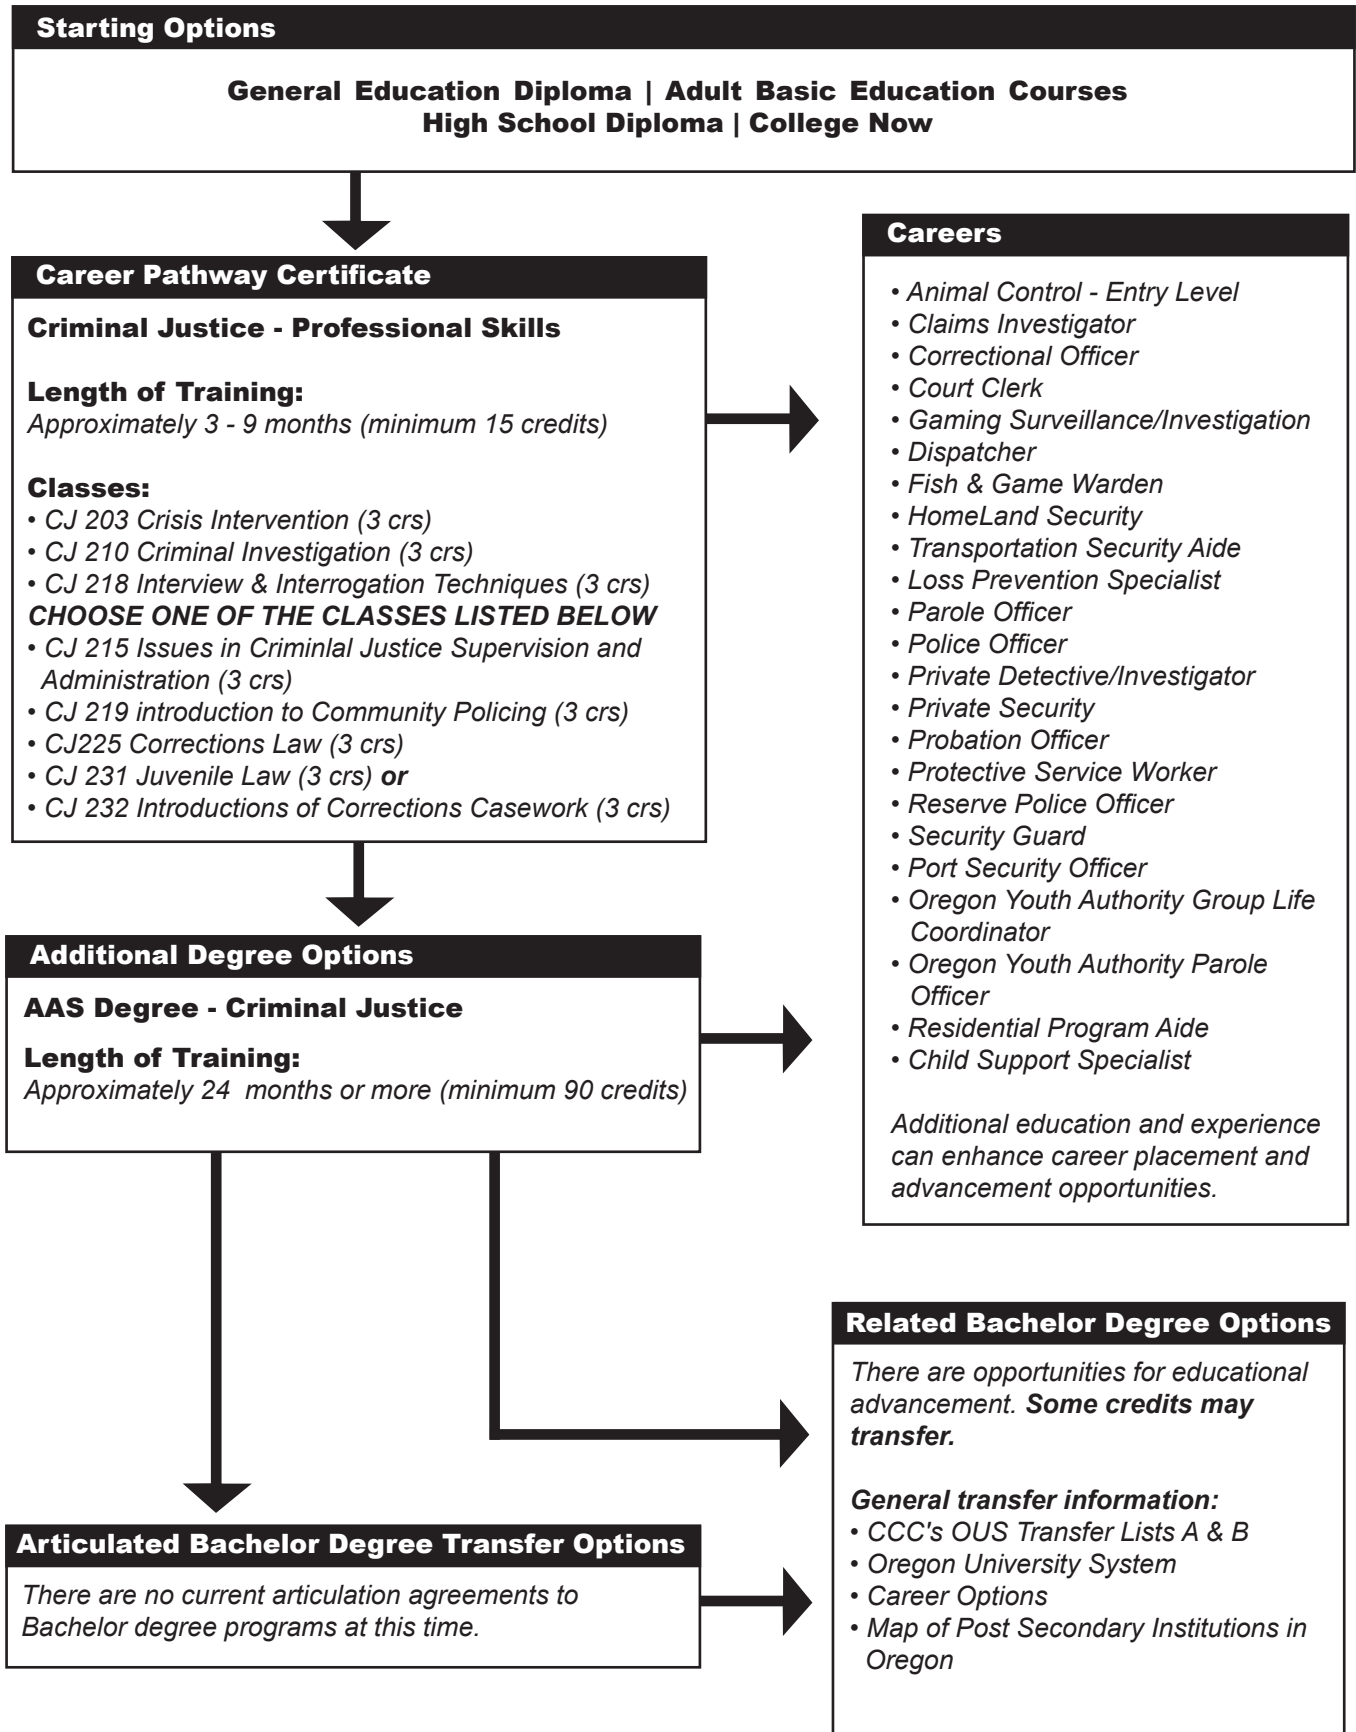 Starting Options
General Education Diploma | Adult Basic Education Courses
High School Diploma | College Now
Career Pathway Certificate
Criminal Justice - Professional Skills
Length of Training:
Approximately 3 - 9 months (minimum 15 credits)
Classes:
• CJ 203 Crisis Intervention (3 crs)
• CJ 210 Criminal Investigation (3 crs)
• CJ 218 Interview & Interrogation Techniques (3 crs)
CHOOSE ONE OF THE CLASSES LISTED BELOW
• CJ 215 Issues in Criminlal Justice Supervision and
Administration (3 crs)
• CJ 219 introduction to Community Policing (3 crs)
• CJ225 Corrections Law (3 crs)
• CJ 231 Juvenile Law (3 crs) or
• CJ 232 Introductions of Corrections Casework (3 crs)
Careers
• Animal Control - Entry Level
• Claims Investigator
• Correctional Officer
• Court Clerk
• Gaming Surveillance/Investigation
• Dispatcher
• Fish & Game Warden
• HomeLand Security
• Transportation Security Aide
• Loss Prevention Specialist
• Parole Officer
• Police Officer
• Private Detective/Investigator
• Private Security
• Probation Officer
• Protective Service Worker
• Reserve Police Officer
• Security Guard
• Port Security Officer
• Oregon Youth Authority Group Life
Coordinator
• Oregon Youth Authority Parole
Officer
• Residential Program Aide
• Child Support Specialist
Additional education and experience
can enhance career placement and
advancement opportunities.
Additional Degree Options
AAS Degree - Criminal Justice
Length of Training:
Approximately 24 months or more (minimum 90 credits)
Related Bachelor Degree Options
There are opportunities for educational
advancement. Some credits may
transfer.
General transfer information:
• CCC's OUS Transfer Lists A & B
• Oregon University System
• Career Options
• Map of Post Secondary Institutions in
Oregon
Articulated Bachelor Degree Transfer Options
There are no current articulation agreements to
Bachelor degree programs at this time.